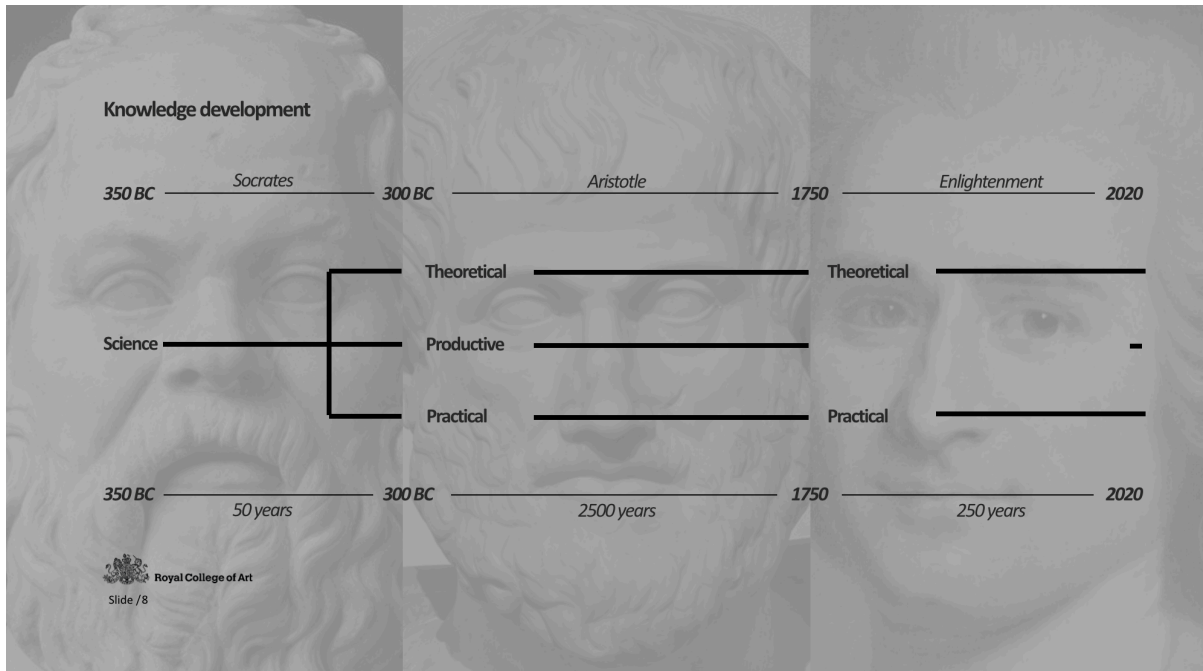 Knowledge development
350 BC Socrates 300 BC Aristotle 1750 Enlightenment 2020
Theoretical Theoretical
Science Productive
Practical Practical
350 BC 50 years 300 BC 2500 years 1750 250 years 2020
Royal College of Art
Slide /8